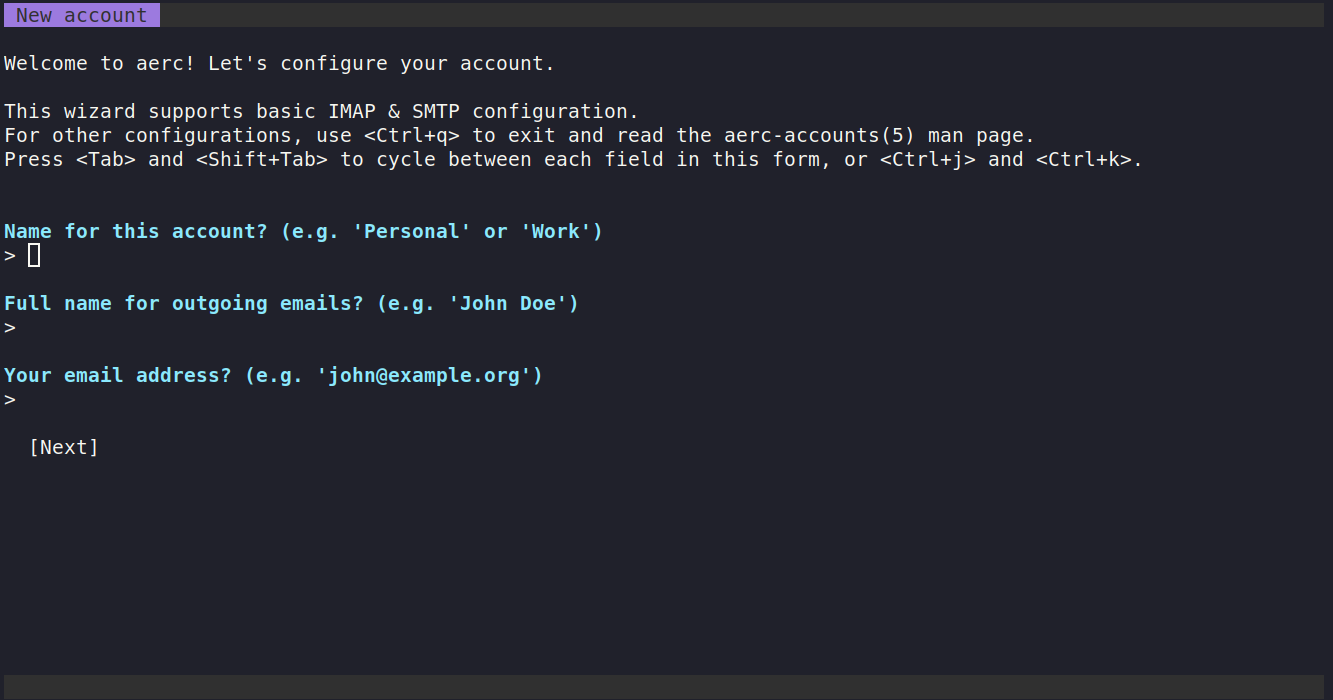 New account
Welcome to aerc! Let's configure your account.
This wizard supports basic IMAP & SMTP configuration.
For other configurations, use <Ctrl+q> to exit and read the aerc-accounts(5) man page.
Press <Tab> and <Shift+Tab> to cycle between each field in this form, or <Ctrl+j> and <Ctrl+k>.
Name for this account? (e.g. 'Personal' or 'Work')
>
Full name for outgoing emails? (e.g. 'John Doe')
>
Your email address? (e.g. 'john@example.org')
>
[Next]